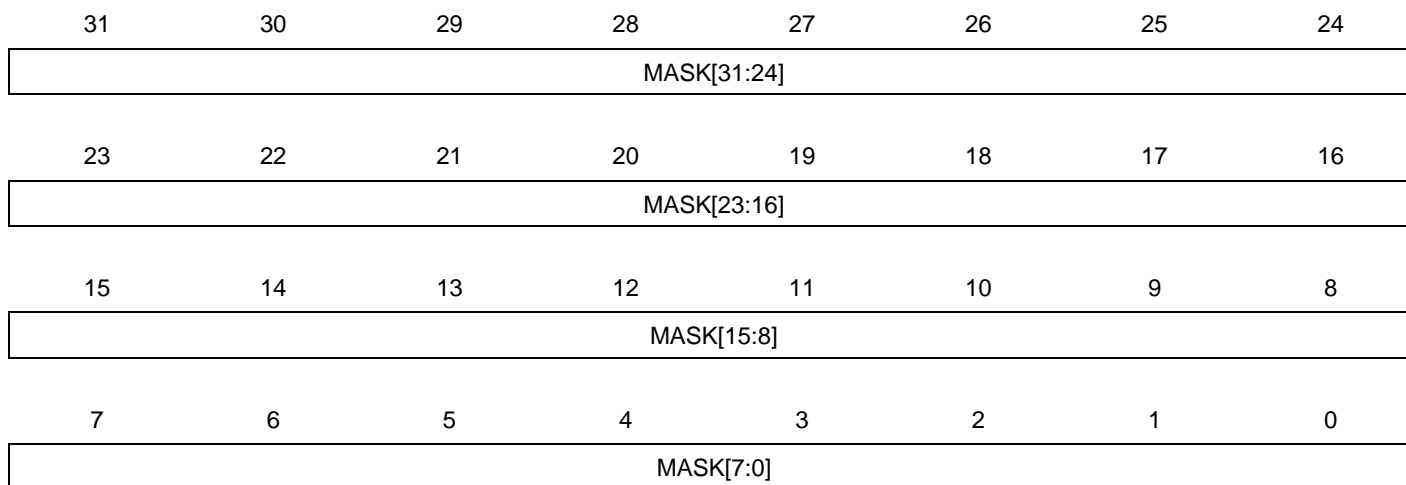 31 30 29 28 27 26 25 24
MASK[31:24]
23 22 21 20 19 18 17 16
MASK[23:16]
15 14 13 12 11 10 9 8
MASK[15:8]
7 6 5 4 3 2 1 0
MASK[7:0]